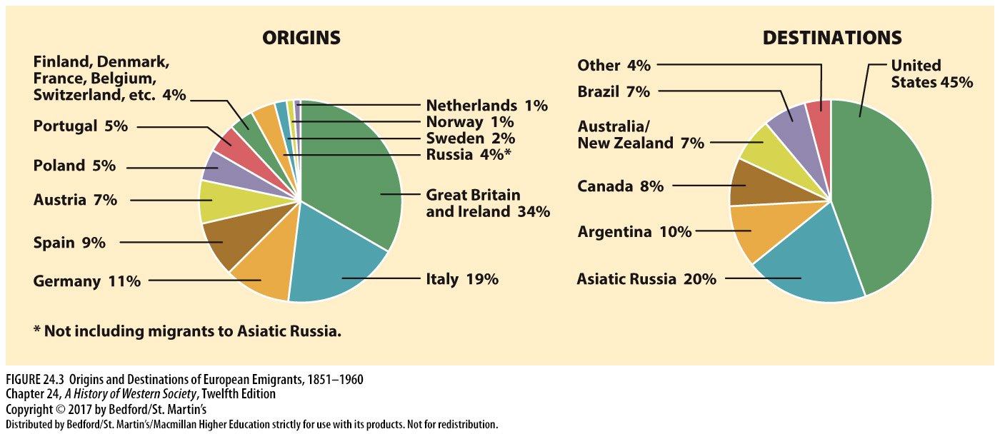 ORIGINS
Finland, Denmark,
France, Belgium,
Switzerland, etc. 4%
Portugal 5%
Poland 5%
Austria 7%
Spain 9%
Germany 11%
Netherlands 1%
Norway 1%
Sweden 2%
Russia 4%*
Great Britain
and Ireland 34%
Italy 19%
* Not including migrants to Asiatic Russia.
DESTINATIONS
Other 4%
Brazil 7%
Australia/
New Zealand 7%
Canada 8%
Argentina 10%
Asiatic Russia 20%
United
States 45%
FIGURE 24.3 Origins and Destinations of European Emigrants, 1851–1960
Chapter 24, A History of Western Society, Twelfth Edition
Copyright © 2017 by Bedford/St. Martin's
Distributed by Bedford/St. Martin's/Macmillan Higher Education strictly for use with its products. Not for redistribution.